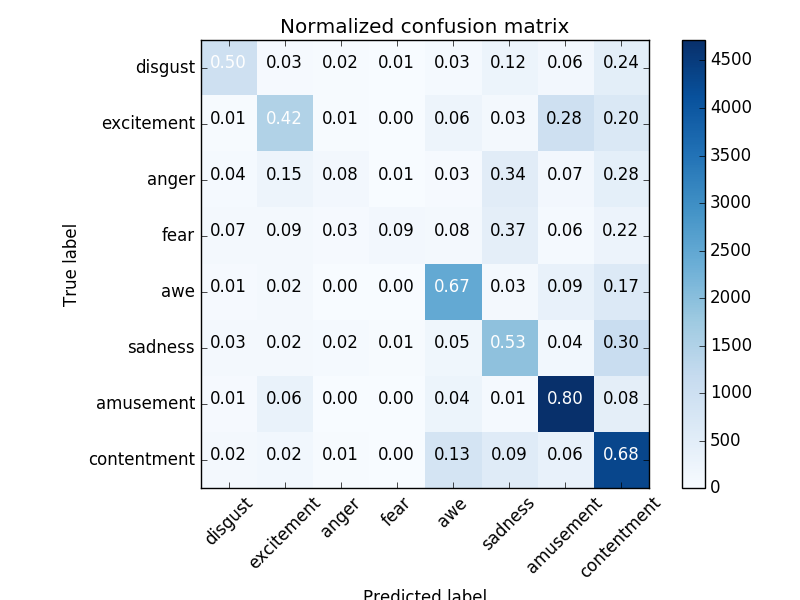 Normalized confusion matrix
True label
disgust 0.50 0.03 0.02 0.01 0.03 0.12 0.06 0.24
excitement 0.01 0.42 0.01 0.00 0.06 0.03 0.28 0.20
anger 0.04 0.15 0.08 0.01 0.03 0.34 0.07 0.28
fear 0.07 0.09 0.03 0.09 0.08 0.37 0.06 0.22
awe 0.01 0.02 0.00 0.00 0.67 0.03 0.09 0.17
sadness 0.03 0.02 0.02 0.01 0.05 0.53 0.04 0.30
amusement 0.01 0.06 0.00 0.00 0.04 0.01 0.80 0.08
contentment 0.02 0.02 0.01 0.00 0.13 0.09 0.06 0.68
disgust excitement anger fear awe sadness amusement contentment
Predicted label
4500
4000
3500
3000
2500
2000
1500
1000
500
0